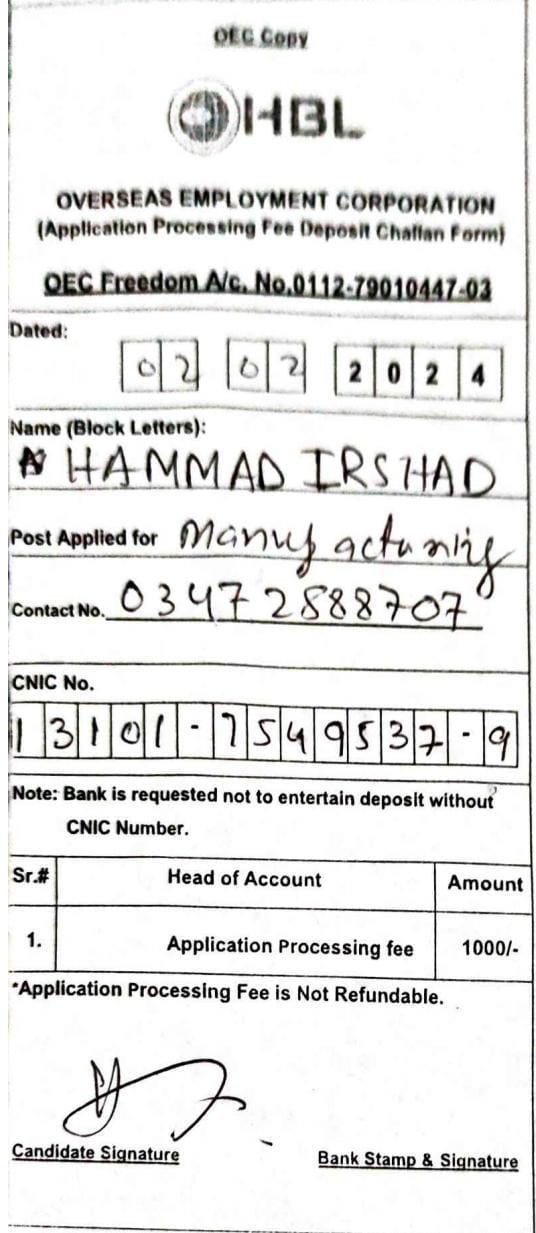 OEC Copy
HBL
OVERSEAS EMPLOYMENT CORPORATION
(Application Processing Fee Deposit Challan Form)
OEC Freedom A/c. No.0112-79010447-03
Dated:
02 02 2024
Name (Block Letters):
HAMMAD IRSHAD
Post Applied for Manufacturing
Contact No. 03472588707
CNIC No.
13101-7549537-9
Note: Bank is requested not to entertain deposit without
CNIC Number.
Sr.# Head of Account Amount
1. Application Processing fee 1000/-
*Application Processing Fee is Not Refundable.
Candidate Signature Bank Stamp & Signature